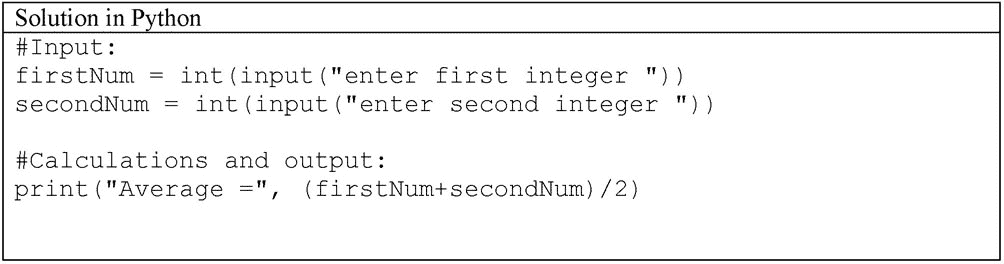 Solution in Python
#Input:
firstNum = int(input("enter first integer "))
secondNum = int(input("enter second integer "))
#Calculations and output:
print("Average =", (firstNum+secondNum)/2)